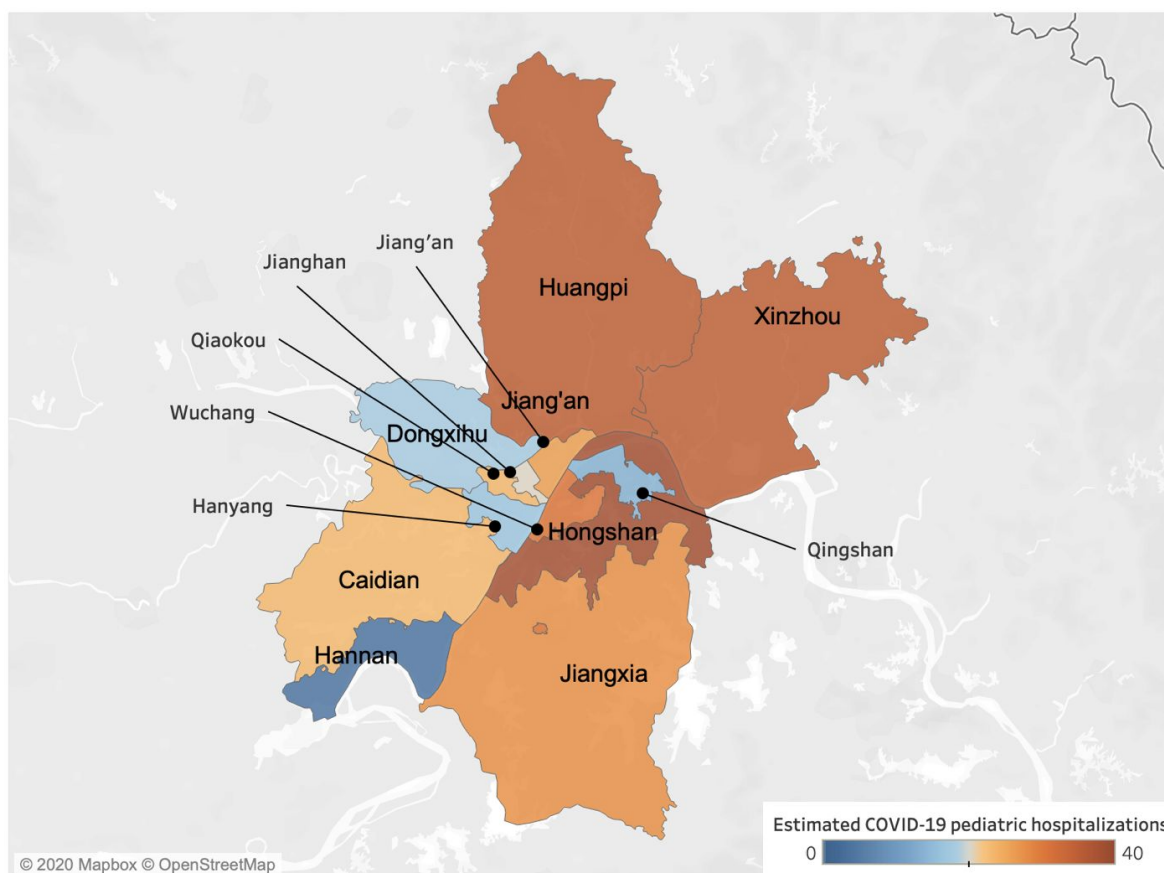 Jiang’an
Jianghan
Huangpi
Xinzhou
Qiaokou
Jiang'an
Wuchang
Dongxihu
Hanyang
Hongshan
Qingshan
Caidian
Hannan
Jiangxia
Estimated COVID-19 pediatric hospitalizations
0 40
© 2020 Mapbox © OpenStreetMap